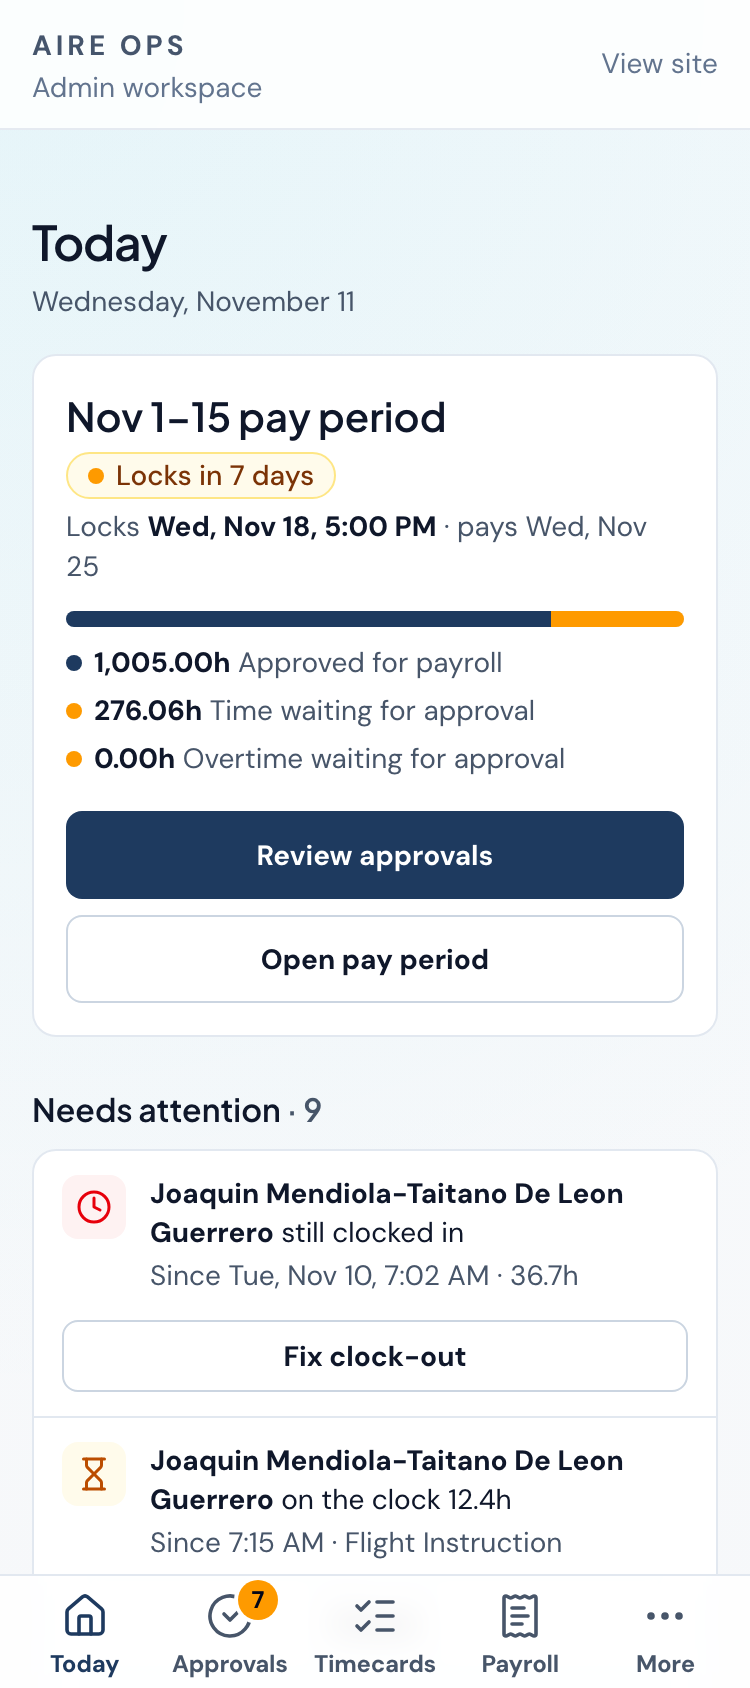 AIRE OPS
Admin workspace
View site
Today
Wednesday, November 11
Nov 1–15 pay period
Locks in 7 days
Locks Wed, Nov 18, 5:00 PM · pays Wed, Nov
25
1,005.00h Approved for payroll
276.06h Time waiting for approval
0.00h Overtime waiting for approval
Review approvals
Open pay period
Needs attention · 9
Joaquin Mendiola-Taitano De Leon
Guerrero still clocked in
Since Tue, Nov 10, 7:02 AM · 36.7h
Fix clock-out
Joaquin Mendiola-Taitano De Leon
Guerrero on the clock 12.4h
Since 7:15 AM · Flight Instruction
7
Today
Approvals
Timecards
Payroll
More